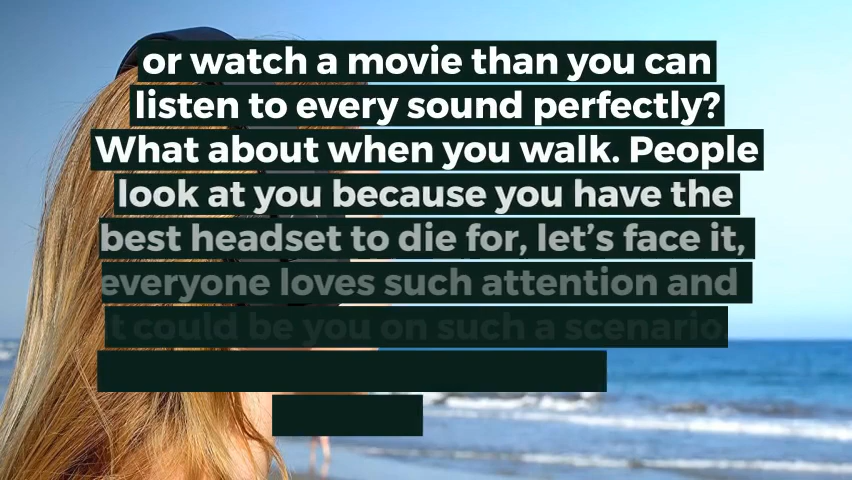 or watch a movie than you can
listen to every sound perfectly?
What about when you walk. People
look at you because you have the
best headset to die for, let’s face it,
everyone loves such attention and
it could be you on such a scenario.